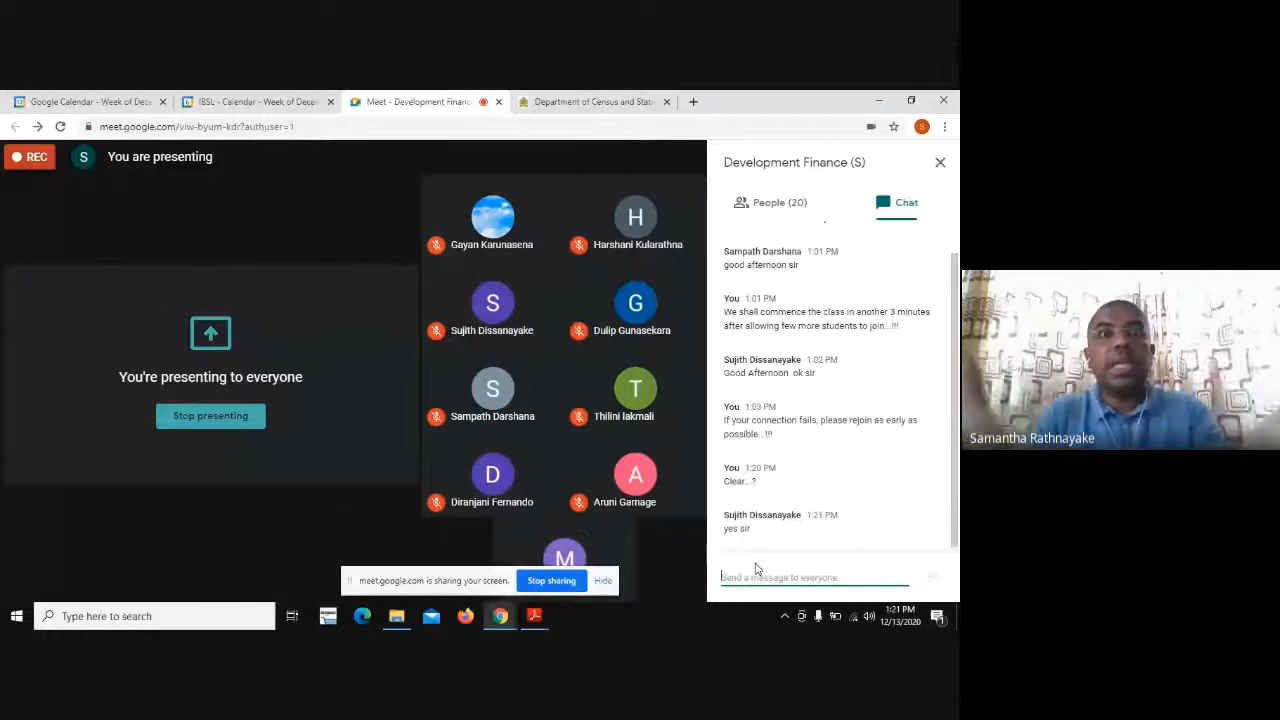 Google Calendar - Week of Dece
IBSL - Calendar - Week of Decem
Meet - Development Financ
Department of Census and Stati
meet.google.com/viw-byum-kdr?authuser=1
S
REC
S
You are presenting
Development Finance (S)
People (20)
Chat
H
Gayan Karunasena
Harshani Kularathna
S
G
Sujith Dissanayake
Dulip Gunasekara
S
T
Sampath Darshana
Thilini lakmali
D
A
Diranjani Fernando
Aruni Gamage
M
You're presenting to everyone
Stop presenting
Sampath Darshana 1:01 PM
good afternoon sir
You 1:01 PM
We shall commence the class in another 3 minutes
after allowing few more students to join...!!!
Sujith Dissanayake 1:02 PM
Good Afternoon ok sir
You 1:03 PM
If your connection fails, please rejoin as early as
possible...!!!
You 1:20 PM
Clear...?
Sujith Dissanayake 1:21 PM
yes sir
Send a message to everyone
meet.google.com is sharing your screen.
Stop sharing
Hide
Type here to search
1:21 PM
12/13/2020
1
Samantha Rathnayake